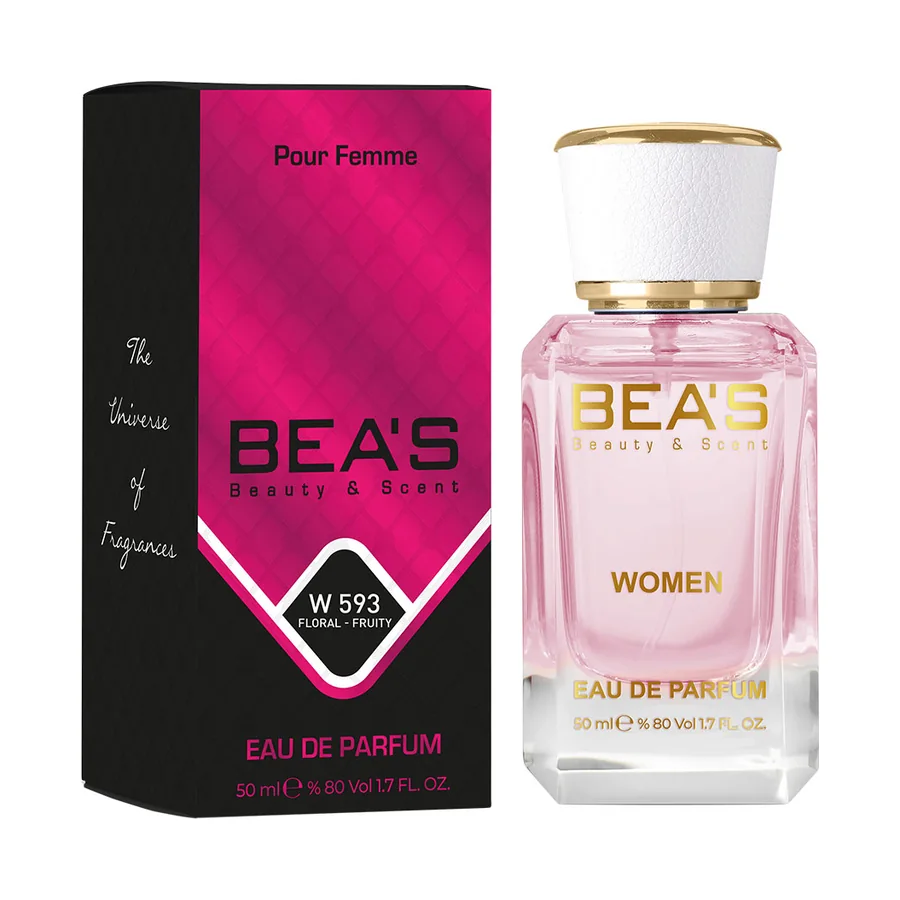 The
Universe
of
Fragrances
Pour Femme
BEA'S
Beauty & Scent
W 593
FLORAL - FRUITY
EAU DE PARFUM
50 ml ℮ % 80 Vol 1.7 FL. OZ.
BEA'S
Beauty & Scent
WOMEN
EAU DE PARFUM
50 ml ℮ % 80 Vol 1.7 FL. OZ.